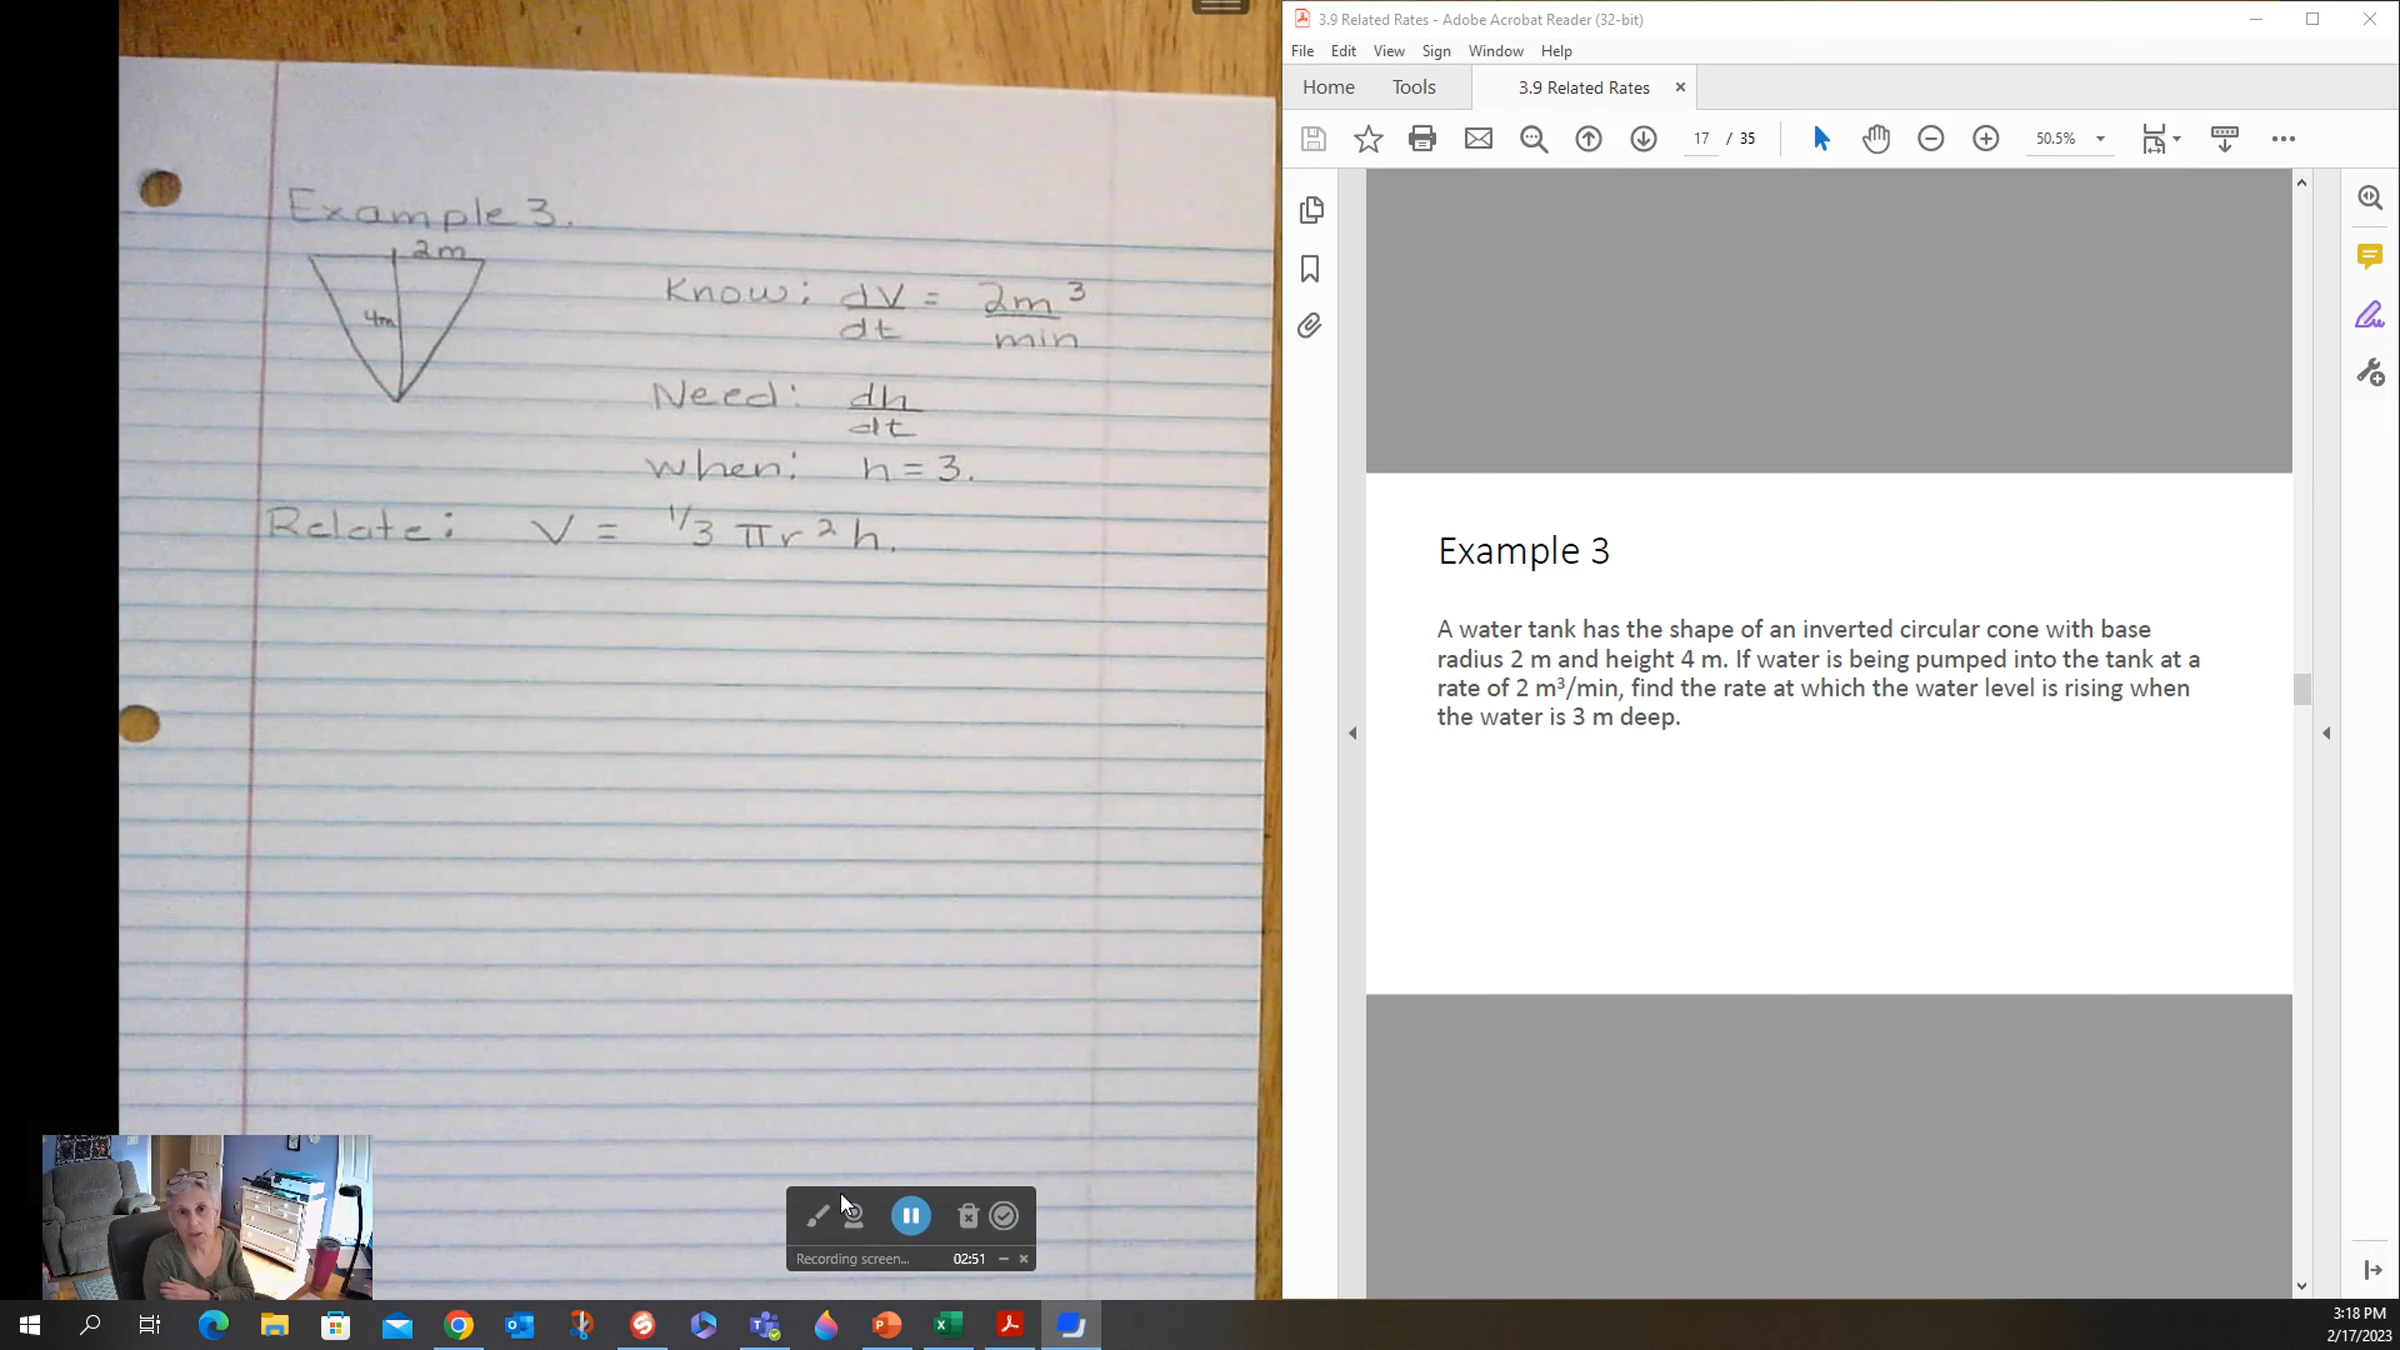 Example 3.
2m
4m
Know: dV/dt = 2m³/min
Need: dh/dt
when: h = 3.
Relate: V = 1/3 πr²h.
3.9 Related Rates - Adobe Acrobat Reader (32-bit)
File Edit View Sign Window Help
Home Tools 3.9 Related Rates ×
17 / 35 50.5%
Example 3
A water tank has the shape of an inverted circular cone with base
radius 2 m and height 4 m. If water is being pumped into the tank at a
rate of 2 m³/min, find the rate at which the water level is rising when
the water is 3 m deep.
Recording screen... 02:51
3:18 PM
2/17/2023